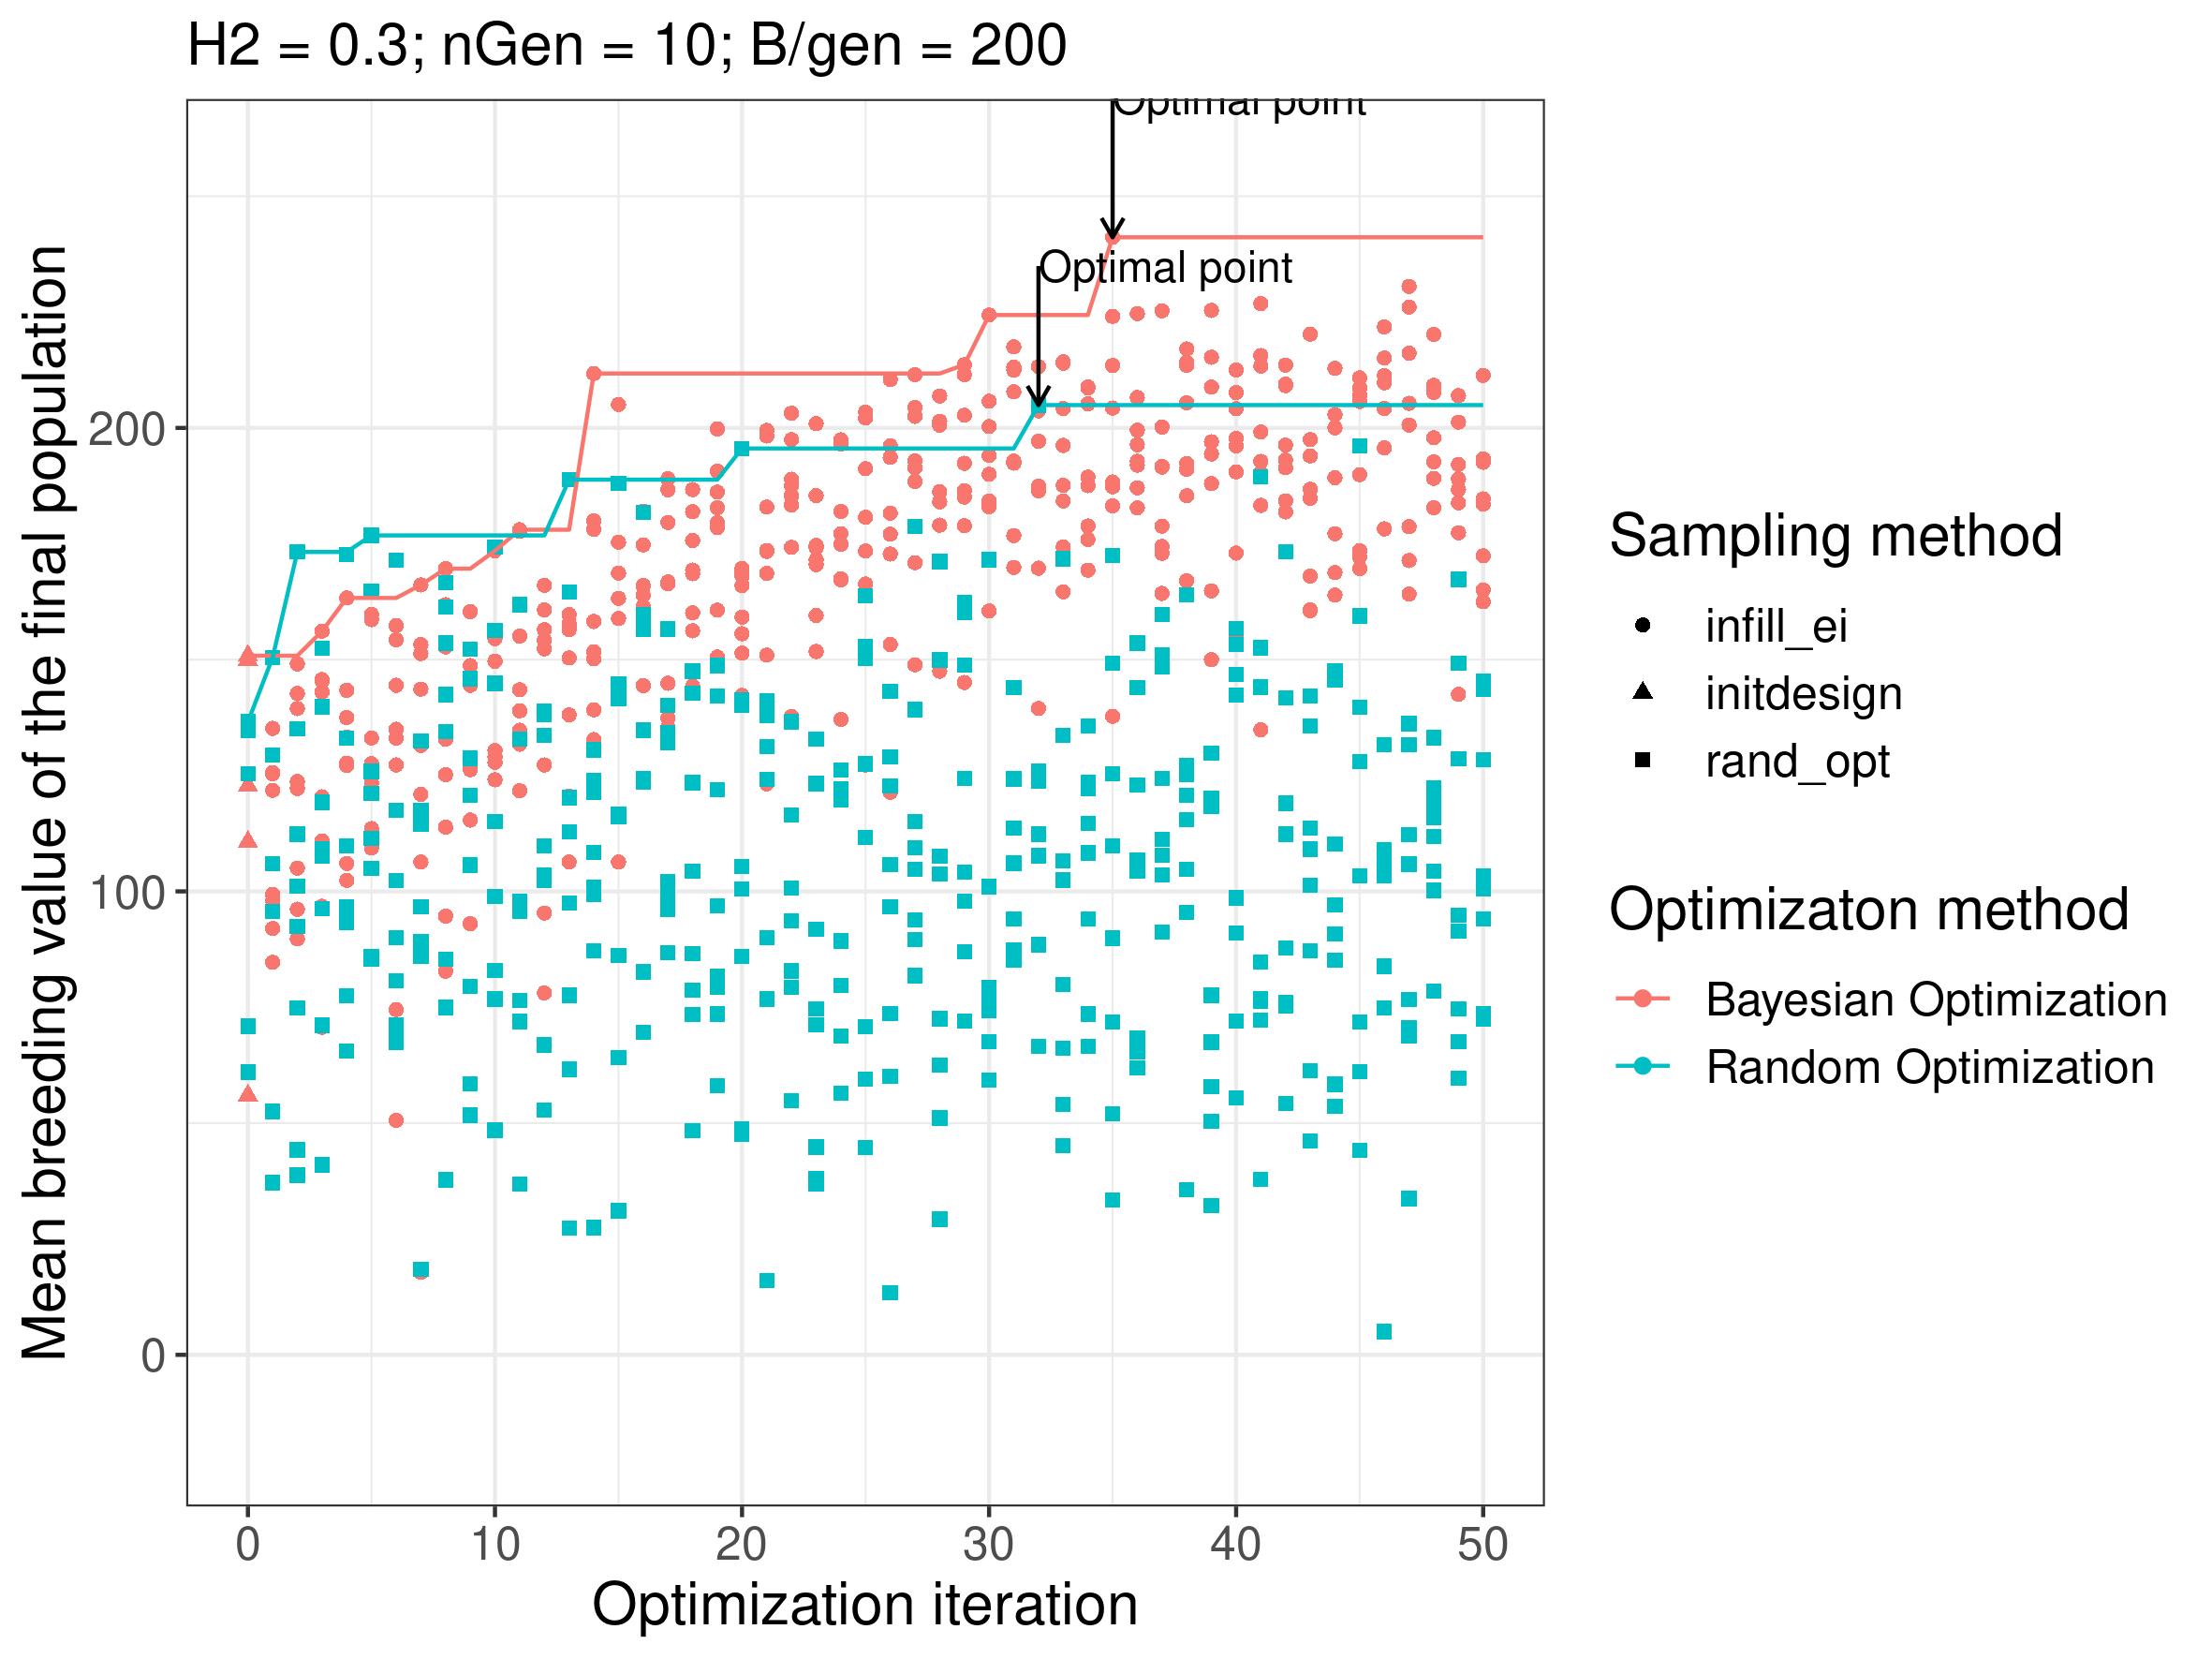 H2 = 0.3; nGen = 10; B/gen = 200
Optimal point
Optimal point
Mean breeding value of the final population
200
100
0
0 10 20 30 40 50
Optimization iteration
Sampling method
infill_ei
initdesign
rand_opt
Optimizaton method
Bayesian Optimization
Random Optimization